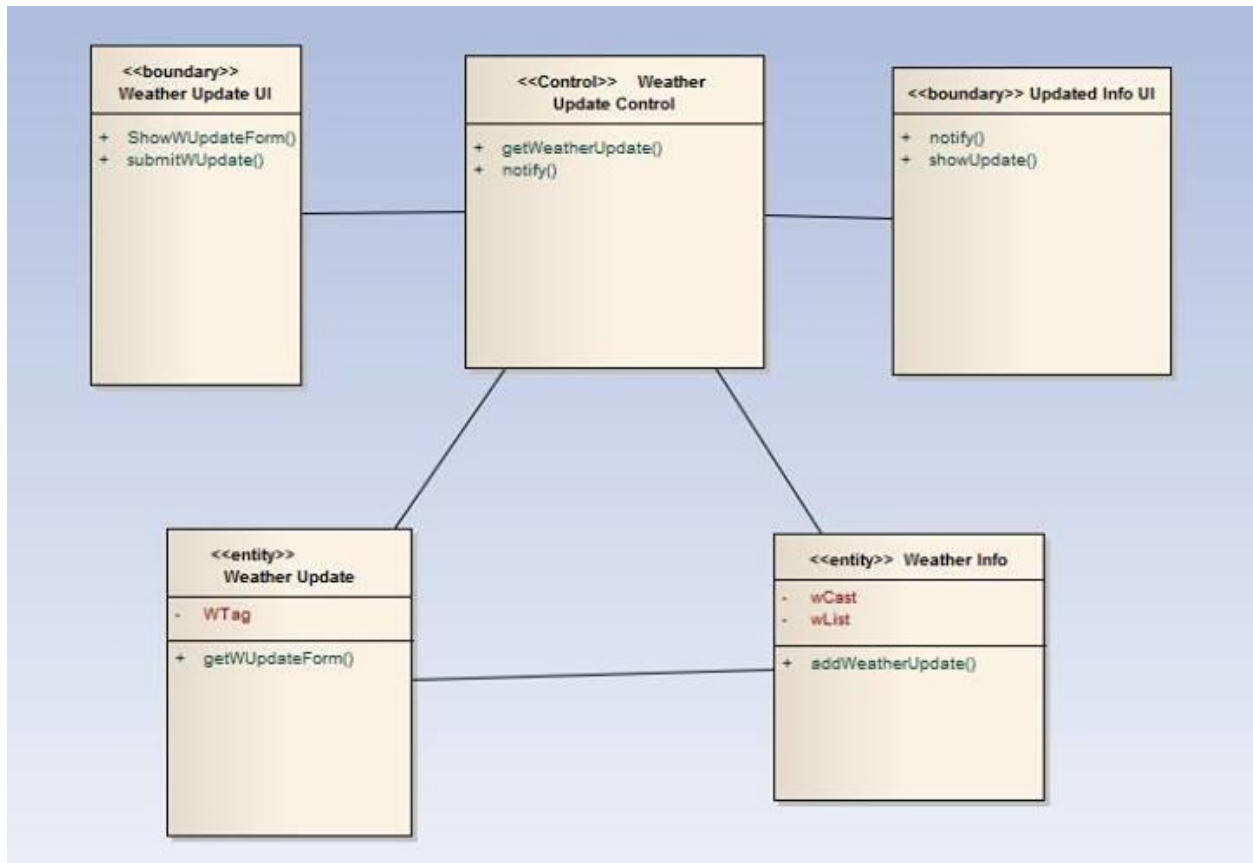 <<boundary>>
Weather Update UI
+ ShowWUpdateForm()
+ submitWUpdate()
<<Control>> Weather
Update Control
+ getWeatherUpdate()
+ notify()
<<boundary>> Updated Info UI
+ notify()
+ showUpdate()
<<entity>>
Weather Update
- WTag
+ getWUpdateForm()
<<entity>> Weather Info
- wCast
- wList
+ addWeatherUpdate()